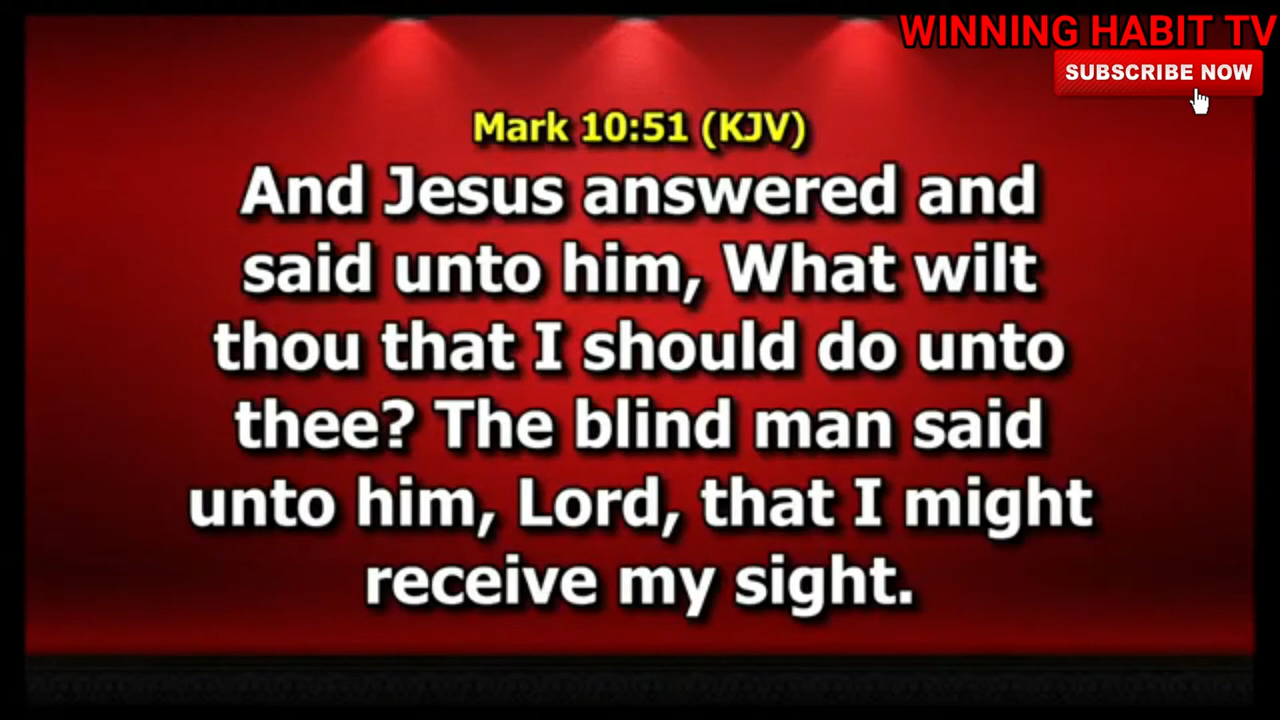 WINNING HABIT TV
SUBSCRIBE NOW
Mark 10:51 (KJV)
And Jesus answered and
said unto him, What wilt
thou that I should do unto
thee? The blind man said
unto him, Lord, that I might
receive my sight.